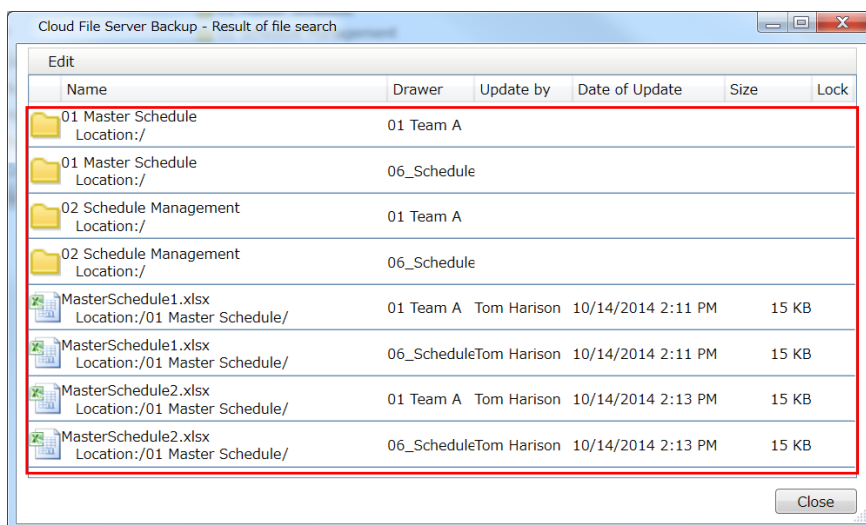 Cloud File Server Backup - Result of file search
Edit
Name Drawer Update by Date of Update Size Lock
01 Master Schedule
Location:/
01 Team A
01 Master Schedule
Location:/
06_Schedule
02 Schedule Management
Location:/
01 Team A
02 Schedule Management
Location:/
06_Schedule
MasterSchedule1.xlsx
Location:/01 Master Schedule/
01 Team A Tom Harison 10/14/2014 2:11 PM 15 KB
MasterSchedule1.xlsx
Location:/01 Master Schedule/
06_Schedule Tom Harison 10/14/2014 2:11 PM 15 KB
MasterSchedule2.xlsx
Location:/01 Master Schedule/
01 Team A Tom Harison 10/14/2014 2:13 PM 15 KB
MasterSchedule2.xlsx
Location:/01 Master Schedule/
06_Schedule Tom Harison 10/14/2014 2:13 PM 15 KB
Close